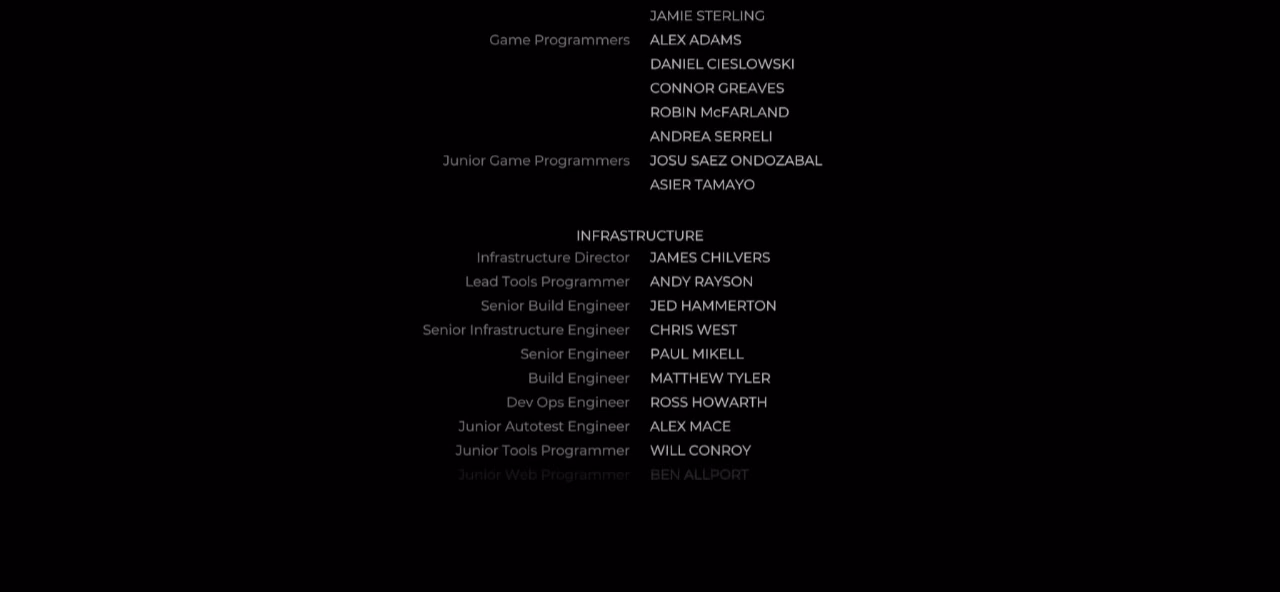 JAMIE STERLING
Game Programmers ALEX ADAMS
DANIEL CIESLOWSKI
CONNOR GREAVES
ROBIN McFARLAND
ANDREA SERRELI
Junior Game Programmers JOSU SAEZ ONDOZABAL
ASIER TAMAYO
INFRASTRUCTURE
Infrastructure Director JAMES CHILVERS
Lead Tools Programmer ANDY RAYSON
Senior Build Engineer JED HAMMERTON
Senior Infrastructure Engineer CHRIS WEST
Senior Engineer PAUL MIKELL
Build Engineer MATTHEW TYLER
Dev Ops Engineer ROSS HOWARTH
Junior Autotest Engineer ALEX MACE
Junior Tools Programmer WILL CONROY
Junior Web Programmer BEN ALLPORT